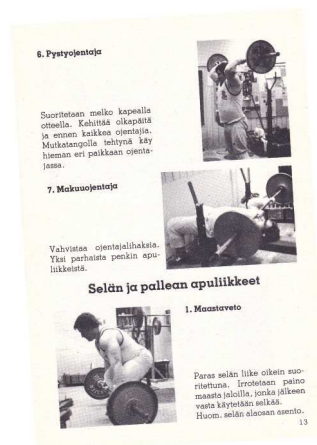 6. Pystyojentaja
Suoritetaan melko kapealla
otteella. Kehittää olkapäitä
ja ennen kaikkea ojentajia.
Mutkatangolla tehtynä käy
hieman eri paikkaan ojenta-
jassa.
7. Makuuojentaja
Vahvistaa ojentajalihaksia.
Yksi parhaista penkin apu-
liikkeistä.
Selän ja pallean apuliikkeet
1. Maastaveto
Paras selän liike oikein suo-
ritettuna. Irrotetaan paino
maasta jaloilla, jonka jälkeen
vasta käytetään selkää.
Huom. selän alaosan asento.
13